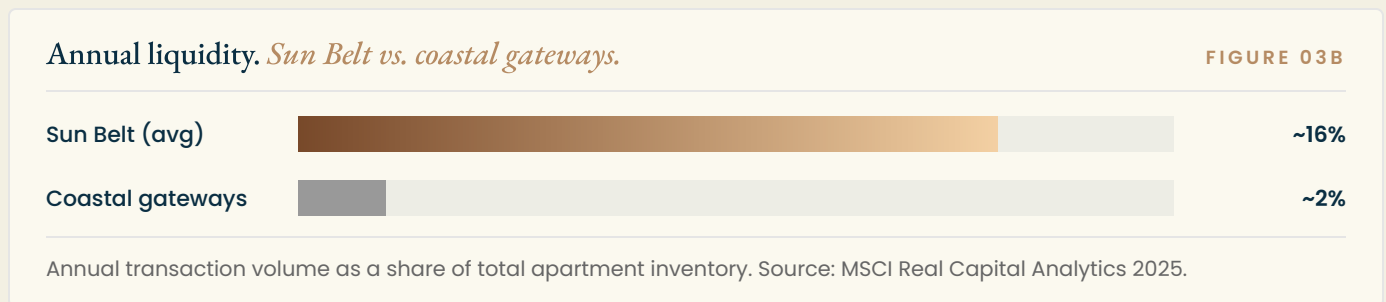 Annual liquidity. Sun Belt vs. coastal gateways. FIGURE 03B
Sun Belt (avg) ~16%
Coastal gateways ~2%
Annual transaction volume as a share of total apartment inventory. Source: MSCI Real Capital Analytics 2025.